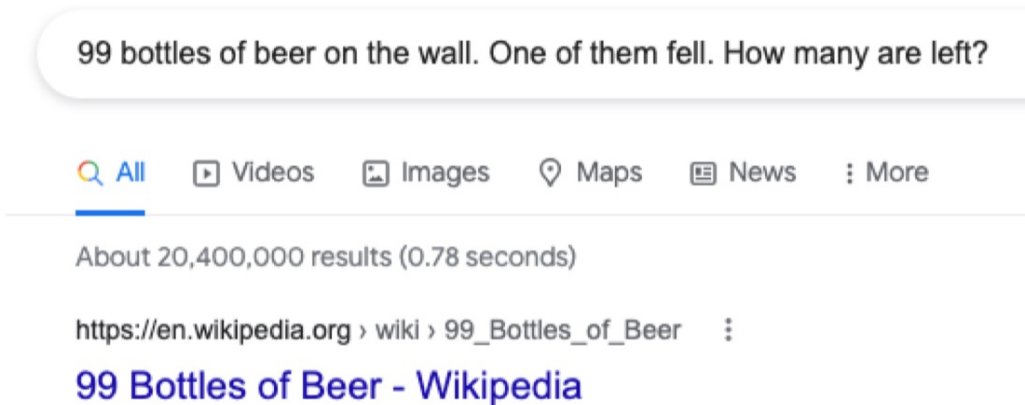 99 bottles of beer on the wall. One of them fell. How many are left?
All Videos Images Maps News More
About 20,400,000 results (0.78 seconds)
https://en.wikipedia.org › wiki › 99_Bottles_of_Beer
99 Bottles of Beer - Wikipedia